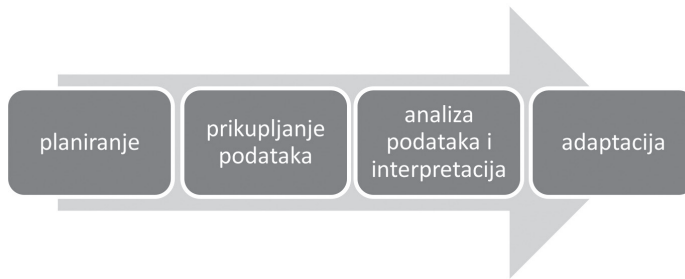 planiranje
prikupljanje
podataka
analiza
podataka i
interpretacija
adaptacija